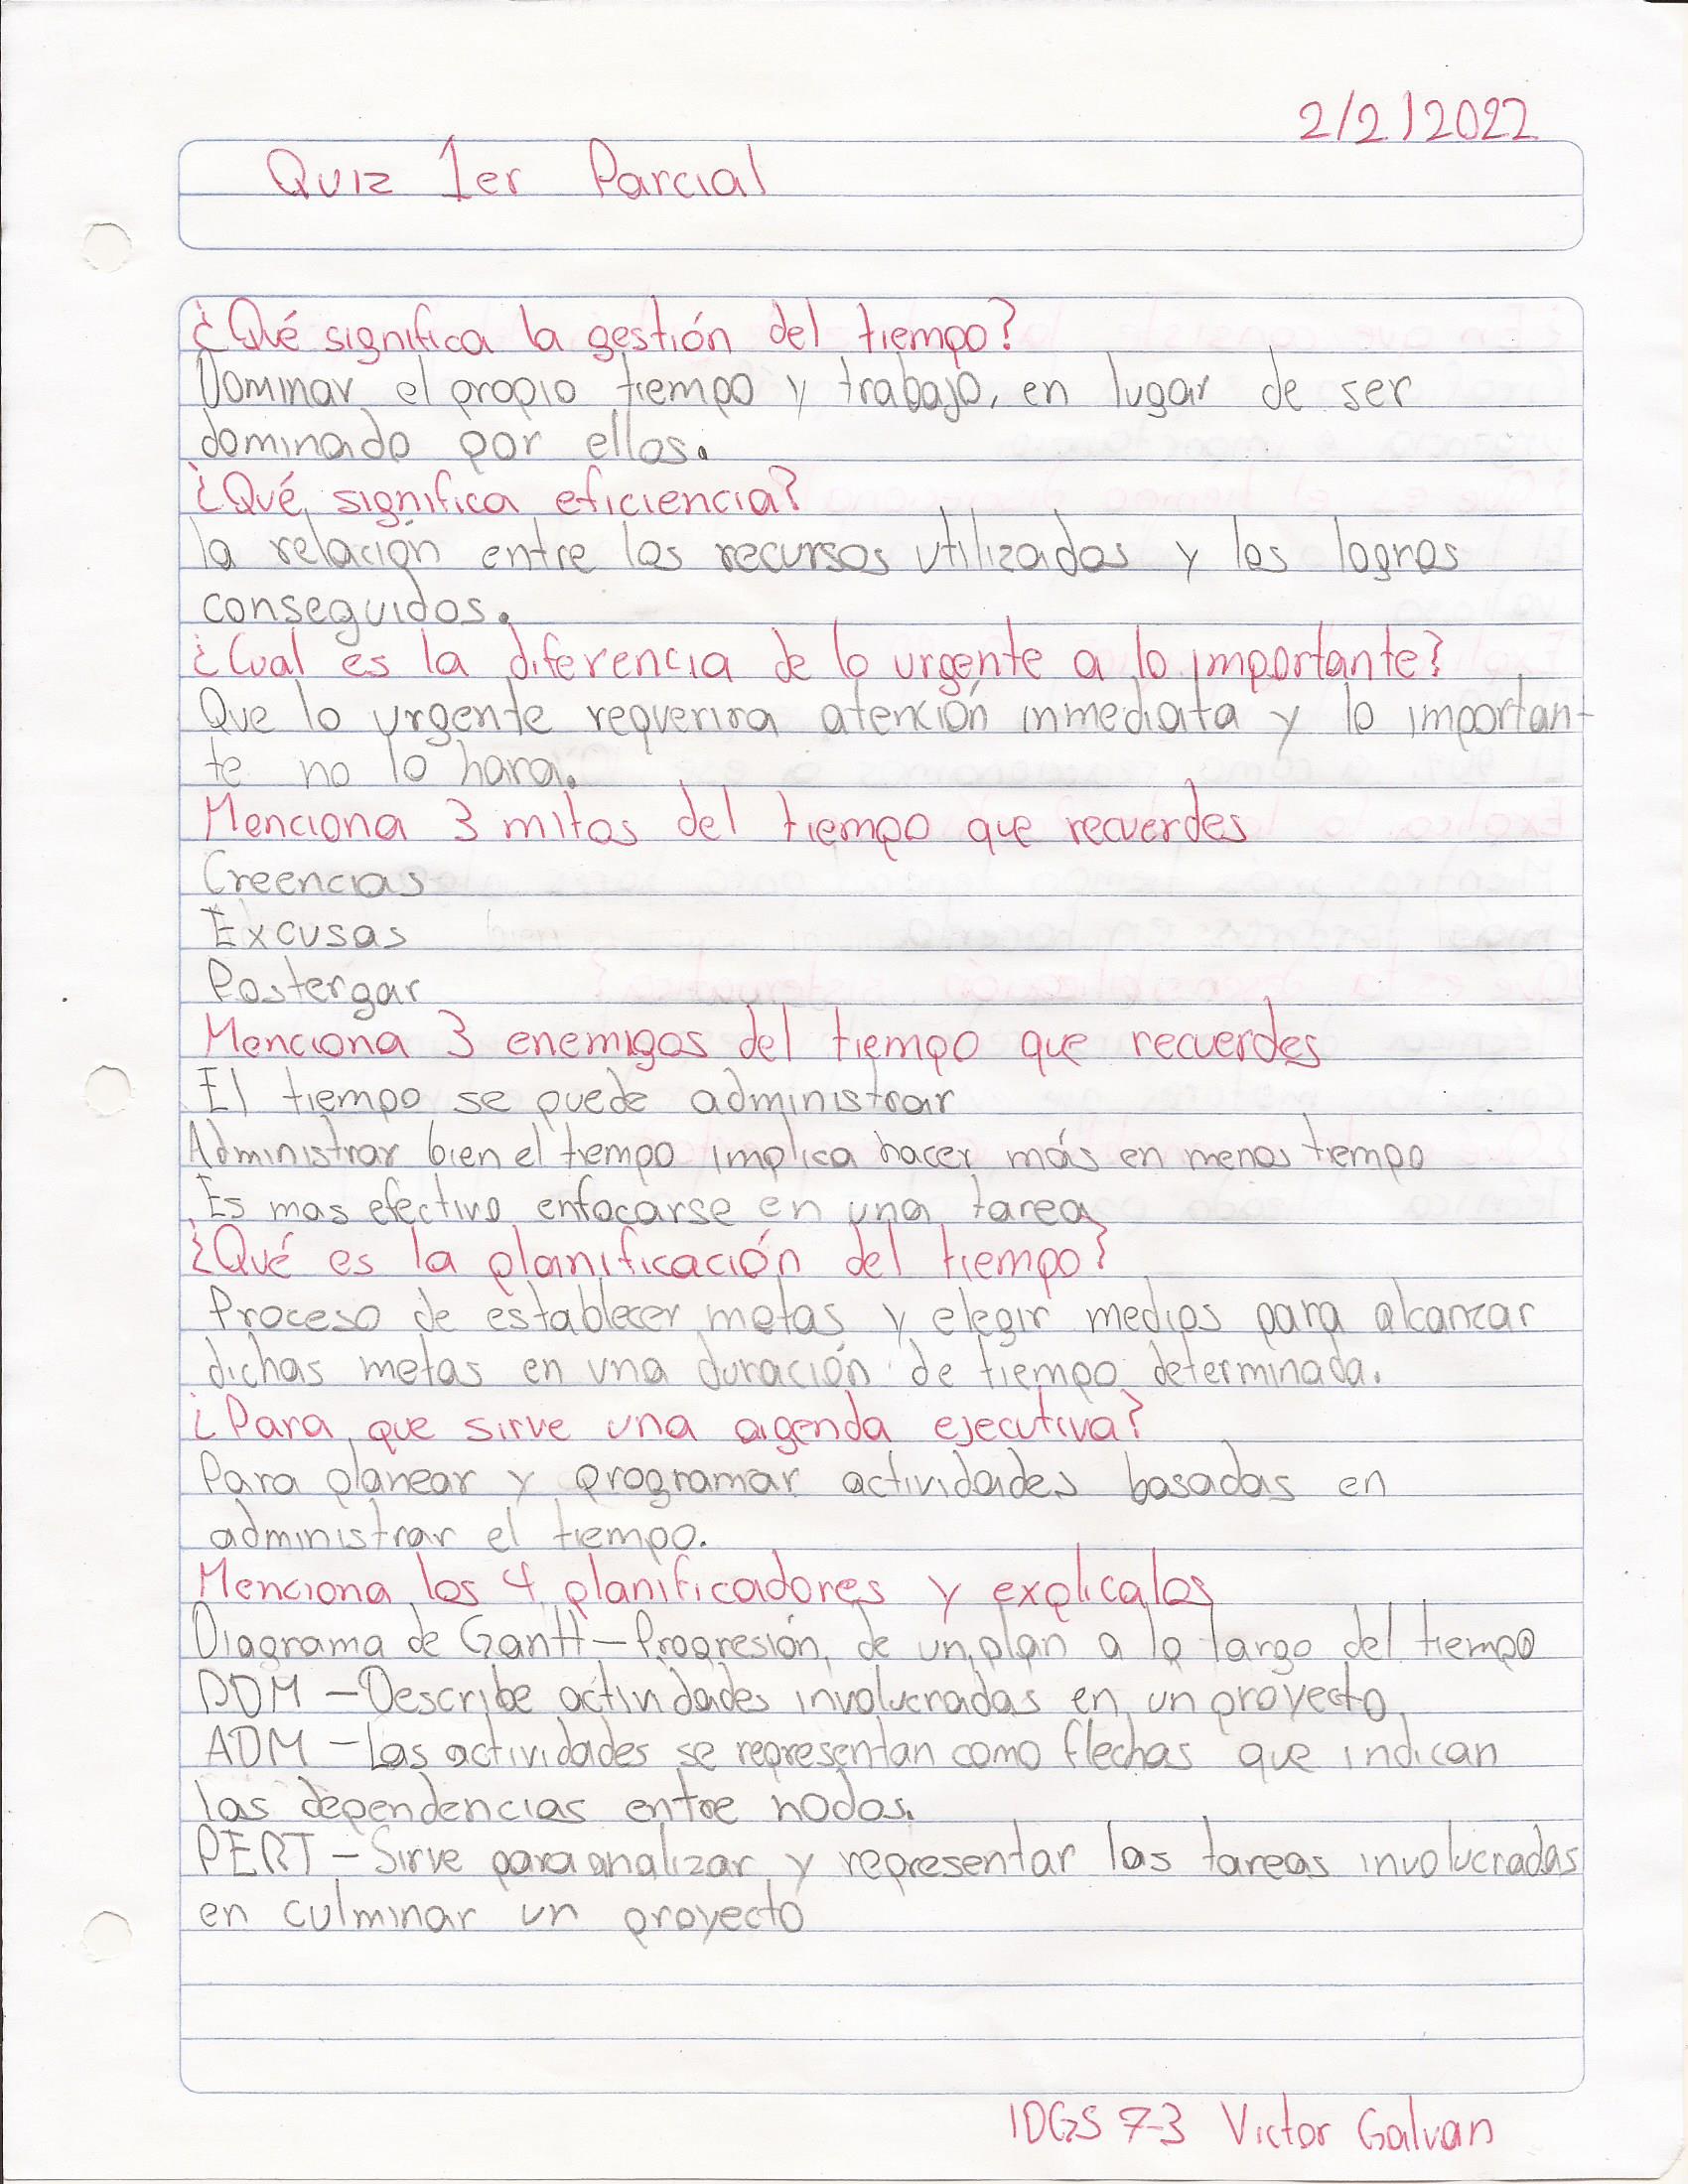 2/2/2022
Quiz 1er Parcial
¿Qué significa la gestión del tiempo?
Dominar el propio tiempo y trabajo, en lugar de ser
dominado por ellos.
¿Qué significa eficiencia?
la relación entre los recursos utilizados y los logros
conseguidos.
¿Cual es la diferencia de lo urgente a lo importante?
Que lo urgente requerira atención inmediata y lo importan-
te no lo hara.
Menciona 3 mitos del tiempo que recuerdes
Creencias
Excusas
Postergar
Menciona 3 enemigos del tiempo que recuerdes
El tiempo se puede administrar
Administrar bien el tiempo implica hacer más en menos tiempo
Es mas efectivo enfocarse en una tarea
¿Qué es la planificación del tiempo?
Proceso de establecer metas y elegir medios para alcanzar
dichas metas en una duración de tiempo determinada.
¿Para que sirve una agenda ejecutiva?
Para planear y programar actividades basadas en
administrar el tiempo.
Menciona los 4 planificadores y explicalos
Diagrama de Gantt - Progresión de un plan a lo largo del tiempo
PDM - Describe actividades involucradas en un proyecto
ADM - Las actividades se representan como flechas que indican
las dependencias entre nodos.
PERT - Sirve para analizar y representar las tareas involucradas
en culminar un proyecto
IDGS 7-3 Victor Galvan